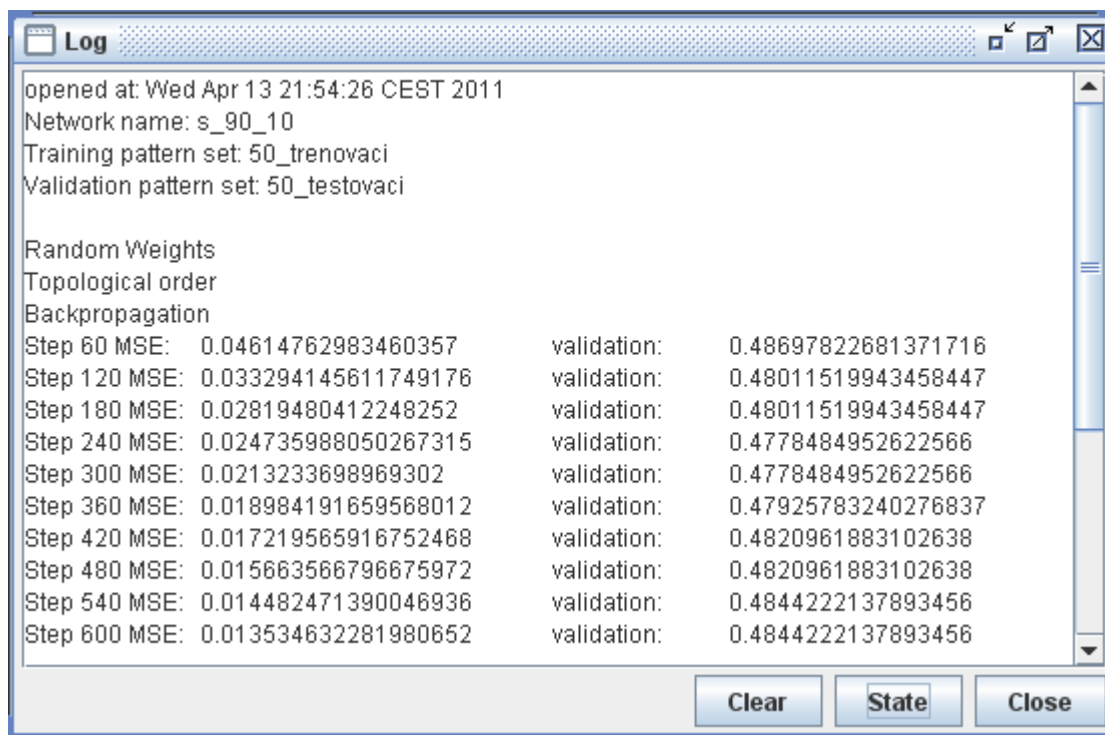 Log
opened at: Wed Apr 13 21:54:26 CEST 2011
Network name: s_90_10
Training pattern set: 50_trenovaci
Validation pattern set: 50_testovaci
Random Weights
Topological order
Backpropagation
Step 60 MSE: 0.04614762983460357 validation: 0.48697822681371716
Step 120 MSE: 0.033294145611749176 validation: 0.48011519943458447
Step 180 MSE: 0.02819480412248252 validation: 0.48011519943458447
Step 240 MSE: 0.024735988050267315 validation: 0.4778484952622566
Step 300 MSE: 0.0213233698969302 validation: 0.4778484952622566
Step 360 MSE: 0.018984191659568012 validation: 0.47925783240276837
Step 420 MSE: 0.017219565916752468 validation: 0.4820961883102638
Step 480 MSE: 0.015663566796675972 validation: 0.4820961883102638
Step 540 MSE: 0.014482471390046936 validation: 0.4844222137893456
Step 600 MSE: 0.013534632281980652 validation: 0.4844222137893456
Clear State Close